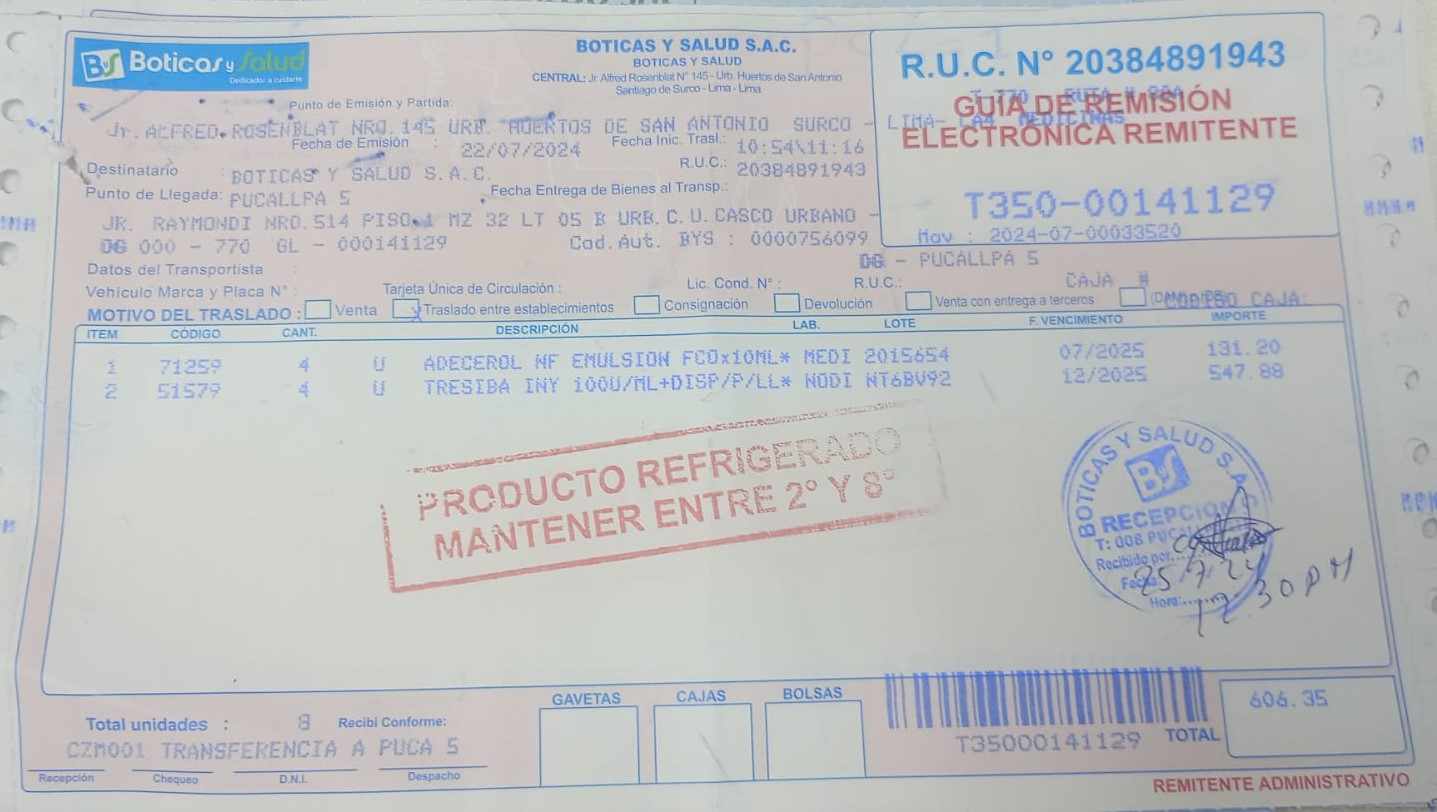 ByS Boticas y Salud
Dedicados a cuidarte
BOTICAS Y SALUD S.A.C.
BOTICAS Y SALUD
CENTRAL: Jr Alfred Rosenblat N° 145 - Urb. Huertos de San Antonio
Santiago de Surco - Lima - Lima
R.U.C. N° 20384891943
GUÍA DE REMISIÓN
ELECTRÓNICA REMITENTE
T350-00141129
Mov : 2024-07-00033520
Punto de Emisión y Partida:
Jr. ALFRED ROSENBLAT NRO. 145 URB. HUERTOS DE SAN ANTONIO SURCO - LIMA-
Fecha de Emisión : 22/07/2024 Fecha Inic. Trasl.: 10:54\11:16
Destinatario : BOTICAS Y SALUD S.A.C. R.U.C.: 20384891943
Punto de Llegada: PUCALLPA 5 Fecha Entrega de Bienes al Transp.:
JR. RAYMONDI NRO.514 PISO.1 MZ 32 LT 05 B URB.C.U.CASCO URBANO -
DG 000 - 770 GL - 000141129 Cod.Aut. BYS : 0000756099
DG - PUCALLPA 5
Datos del Transportista :
CAJA #
Vehículo Marca y Placa N° : Tarjeta Única de Circulación : Lic. Cond. N° : R.U.C.:
MOTIVO DEL TRASLADO : Venta Traslado entre establecimientos Consignación Devolución Venta con entrega a terceros CAJA:
ITEM CÓDIGO CANT. DESCRIPCIÓN LAB. LOTE F. VENCIMIENTO IMPORTE
1 71259 4 U ADECEROL NF EMULSION FCOx10ML* MEDI 2015654 07/2025 131.20
2 51579 4 U TRESIBA INY 100U/ML+DISP/P/LL* NODI NT6BV92 12/2025 547.88
PRODUCTO REFRIGERADO
MANTENER ENTRE 2° Y 8°
BOTICAS Y SALUD S.A.C.
ByS
RECEPCION
T: 008
Recibido por:
Fecha: 25/7/24
Hora: 12:30 PM
GAVETAS CAJAS BOLSAS
Total unidades : 8 Recibí Conforme:
CZM001 TRANSFERENCIA A PUCA 5
Recepción Chequeo D.N.I. Despacho
T35000141129 TOTAL 606.35
REMITENTE ADMINISTRATIVO